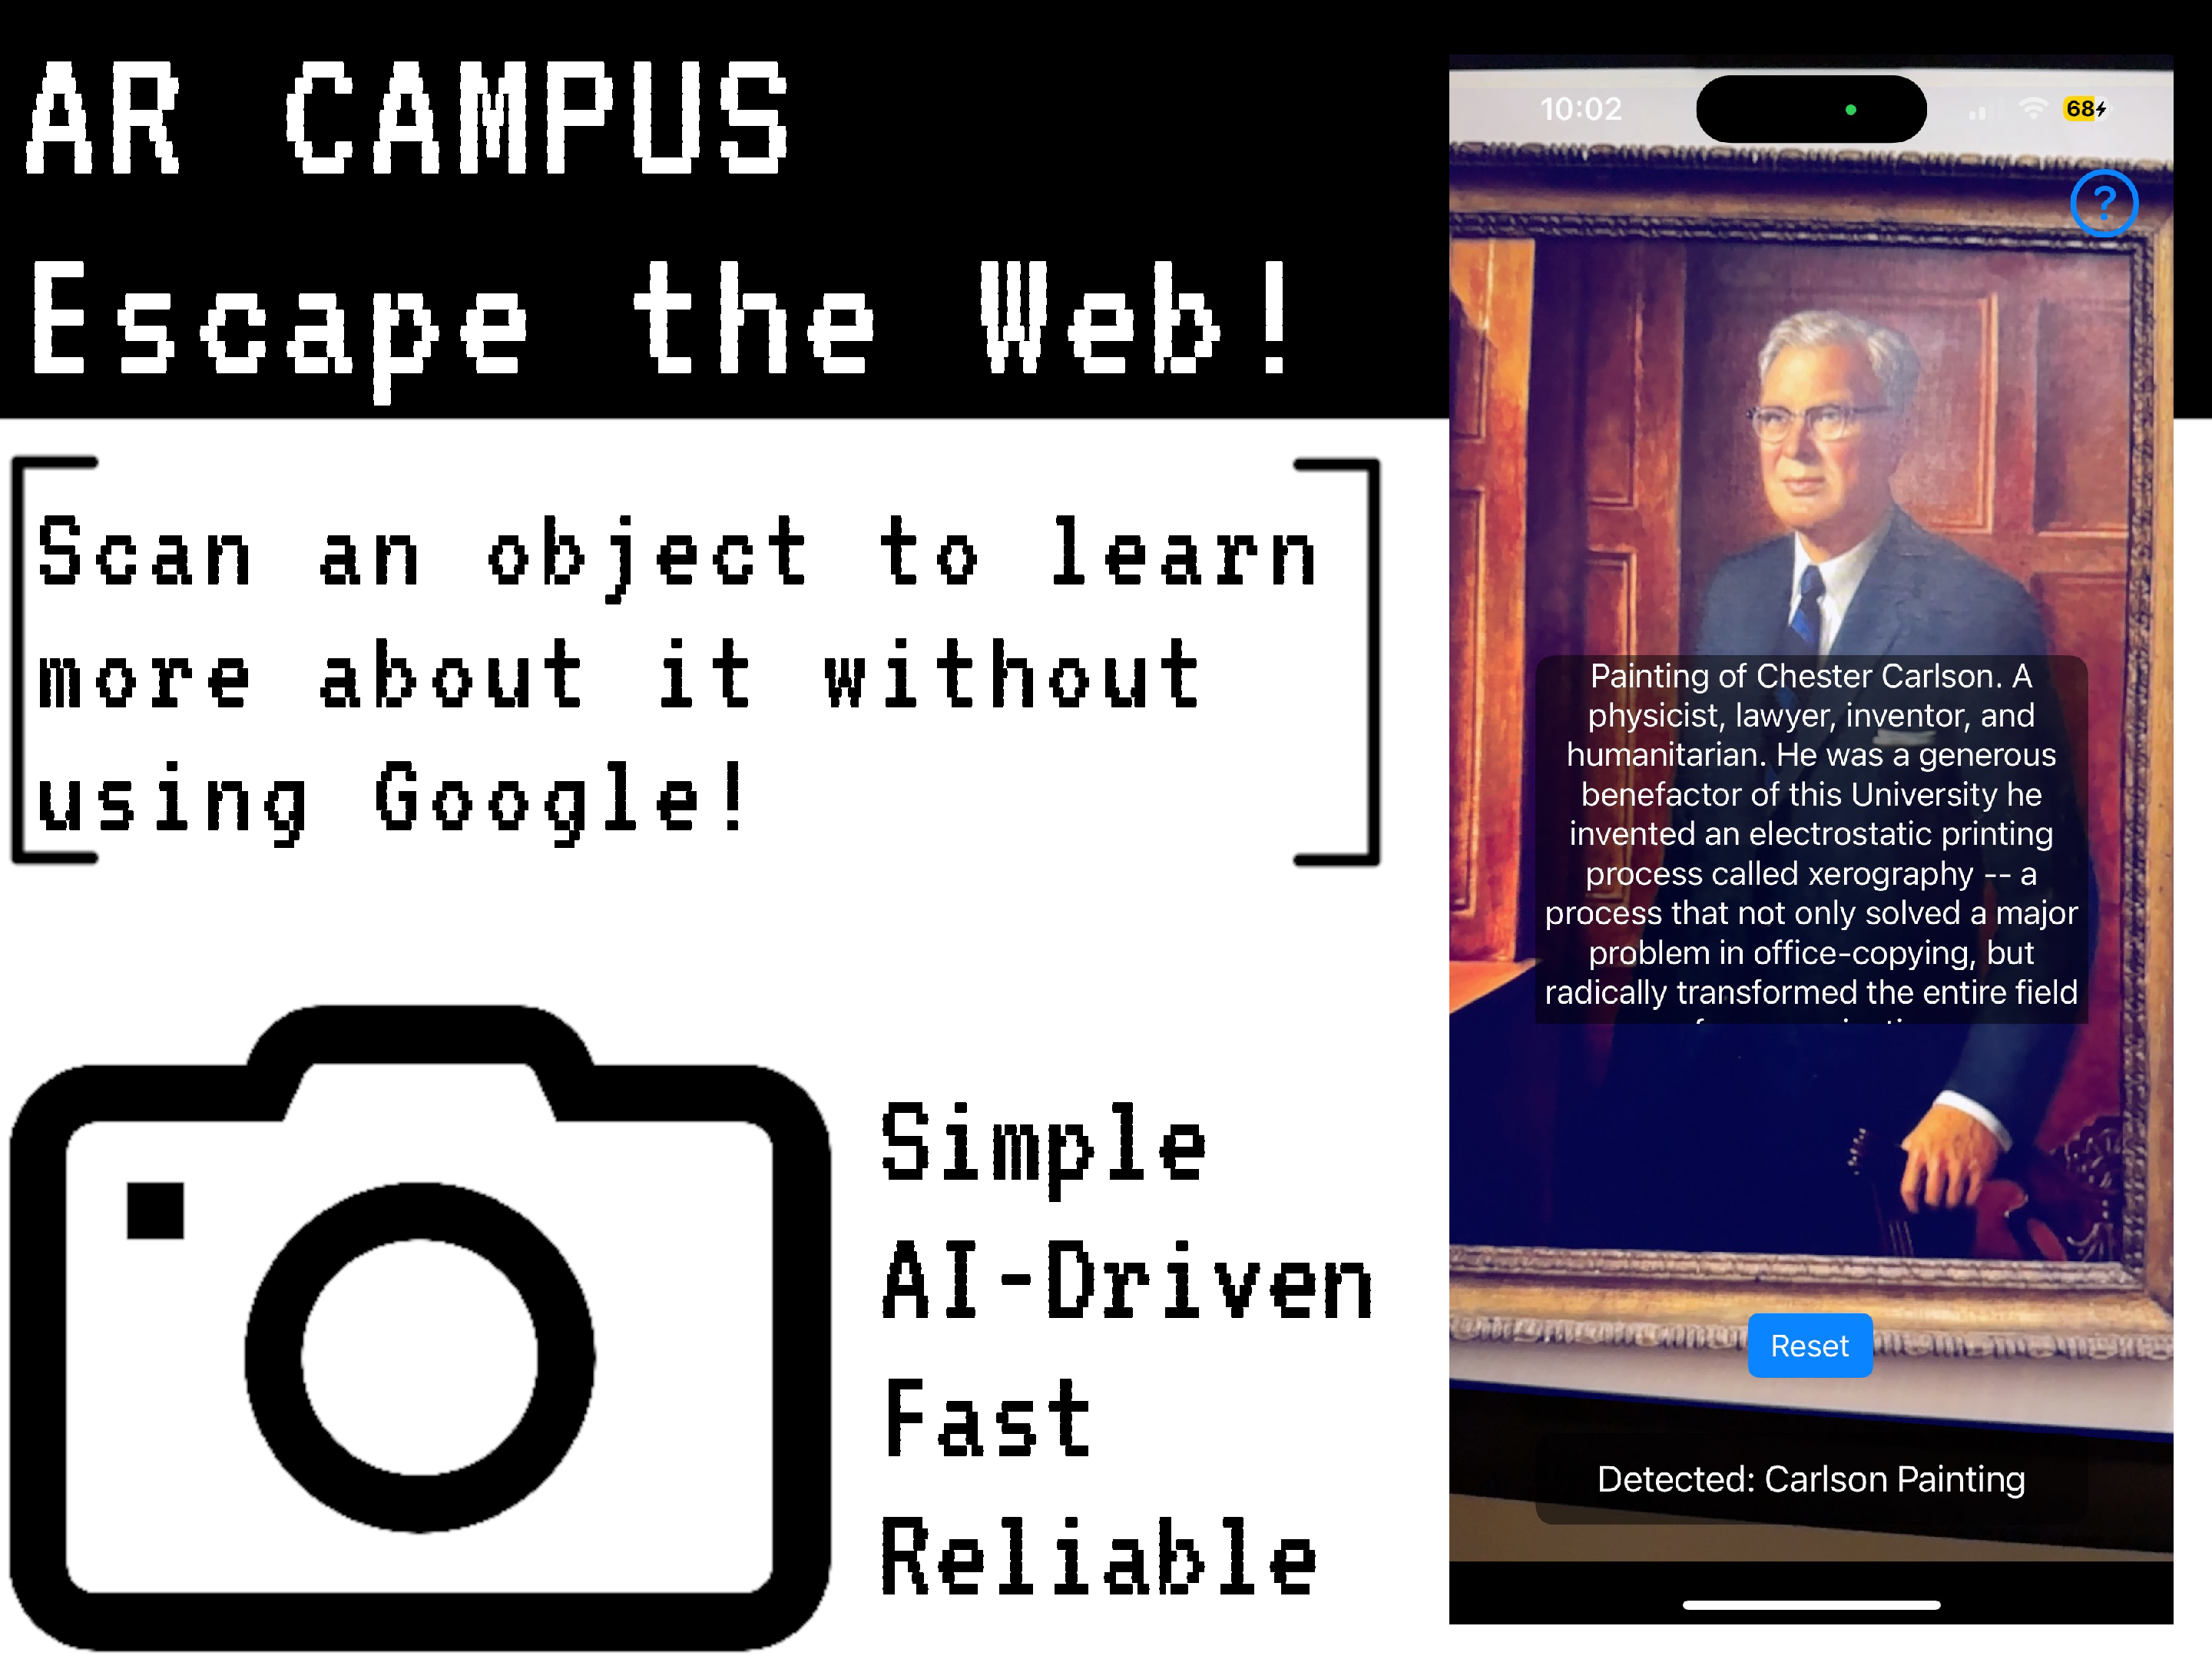 AR CAMPUS
Escape the Web!
Scan an object to learn
more about it without
using Google!
Simple
AI-Driven
Fast
Reliable
10:02
68
?
Painting of Chester Carlson. A
physicist, lawyer, inventor, and
humanitarian. He was a generous
benefactor of this University he
invented an electrostatic printing
process called xerography -- a
process that not only solved a major
problem in office-copying, but
radically transformed the entire field
Reset
Detected: Carlson Painting